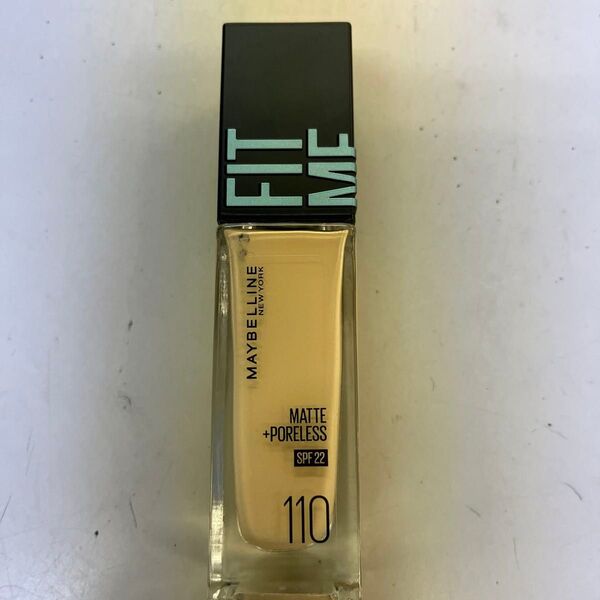 FIT
ME
MAYBELLINE
NEW YORK
MATTE
+PORELESS
SPF 22
110